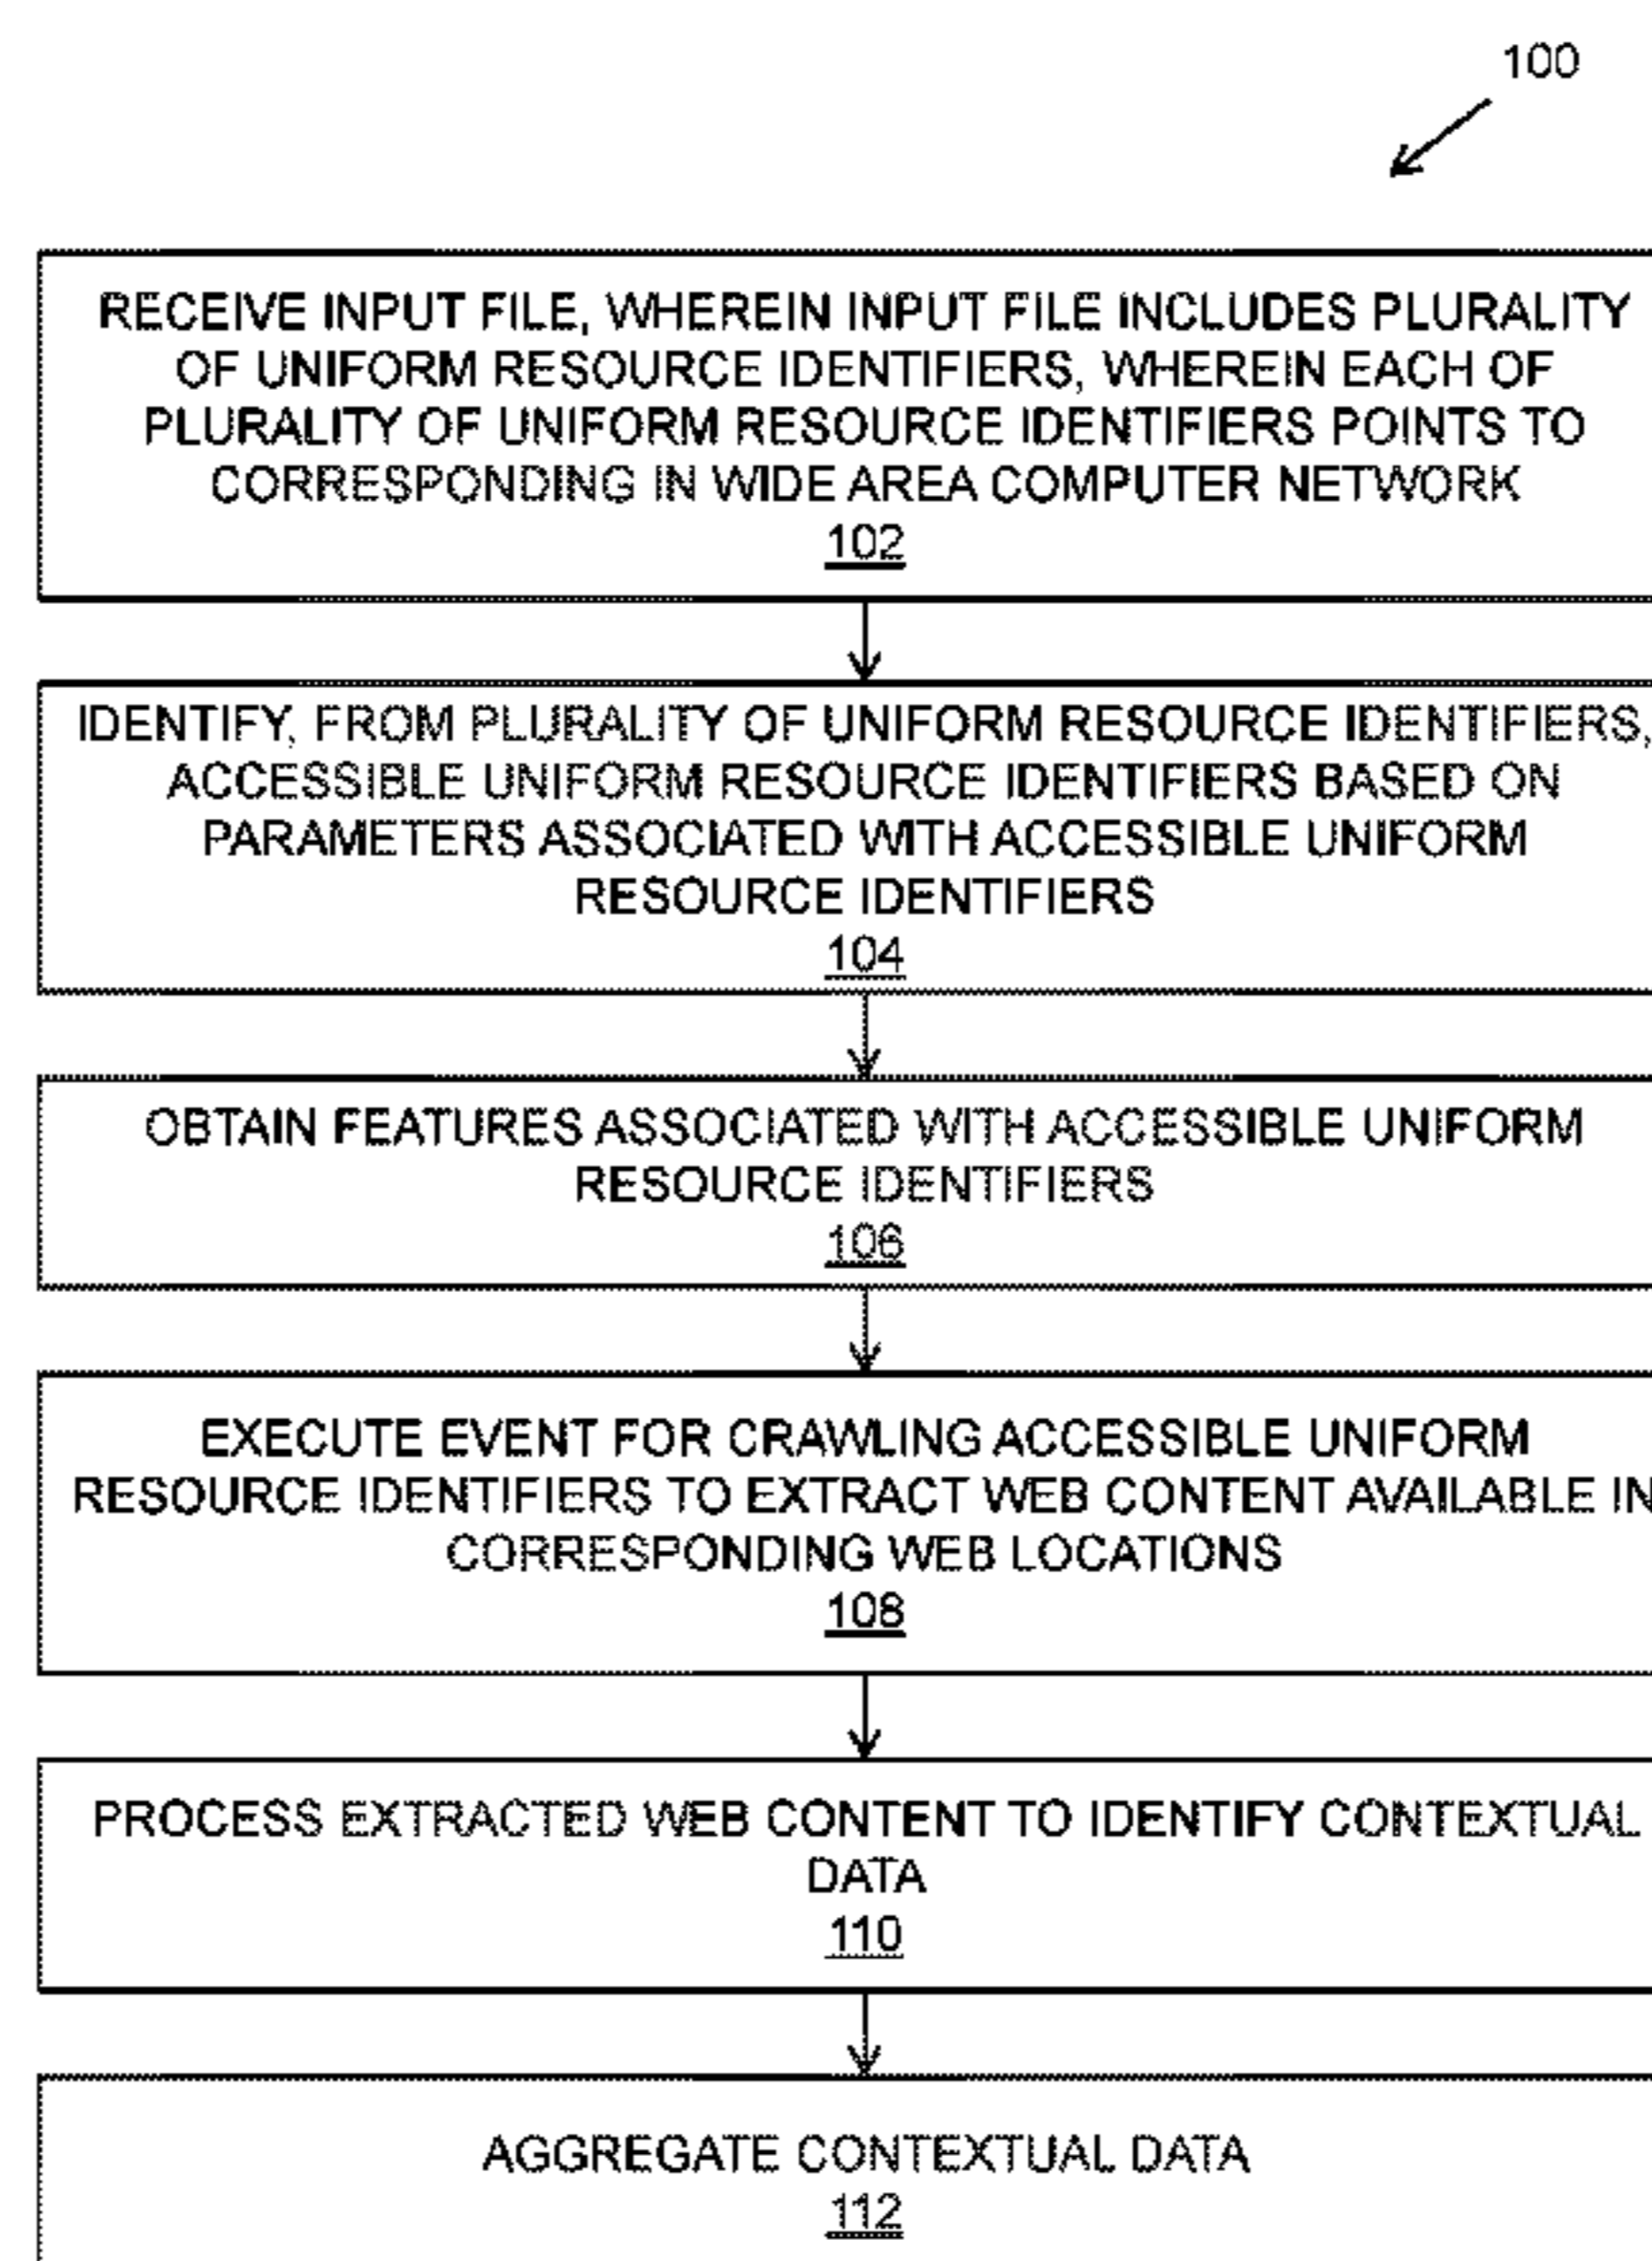 100
RECEIVE INPUT FILE, WHEREIN INPUT FILE INCLUDES PLURALITY
OF UNIFORM RESOURCE IDENTIFIERS, WHEREIN EACH OF
PLURALITY OF UNIFORM RESOURCE IDENTIFIERS POINTS TO
CORRESPONDING IN WIDE AREA COMPUTER NETWORK
102
IDENTIFY, FROM PLURALITY OF UNIFORM RESOURCE IDENTIFIERS,
ACCESSIBLE UNIFORM RESOURCE IDENTIFIERS BASED ON
PARAMETERS ASSOCIATED WITH ACCESSIBLE UNIFORM
RESOURCE IDENTIFIERS
104
OBTAIN FEATURES ASSOCIATED WITH ACCESSIBLE UNIFORM
RESOURCE IDENTIFIERS
106
EXECUTE EVENT FOR CRAWLING ACCESSIBLE UNIFORM
RESOURCE IDENTIFIERS TO EXTRACT WEB CONTENT AVAILABLE IN
CORRESPONDING WEB LOCATIONS
108
PROCESS EXTRACTED WEB CONTENT TO IDENTIFY CONTEXTUAL
DATA
110
AGGREGATE CONTEXTUAL DATA
112